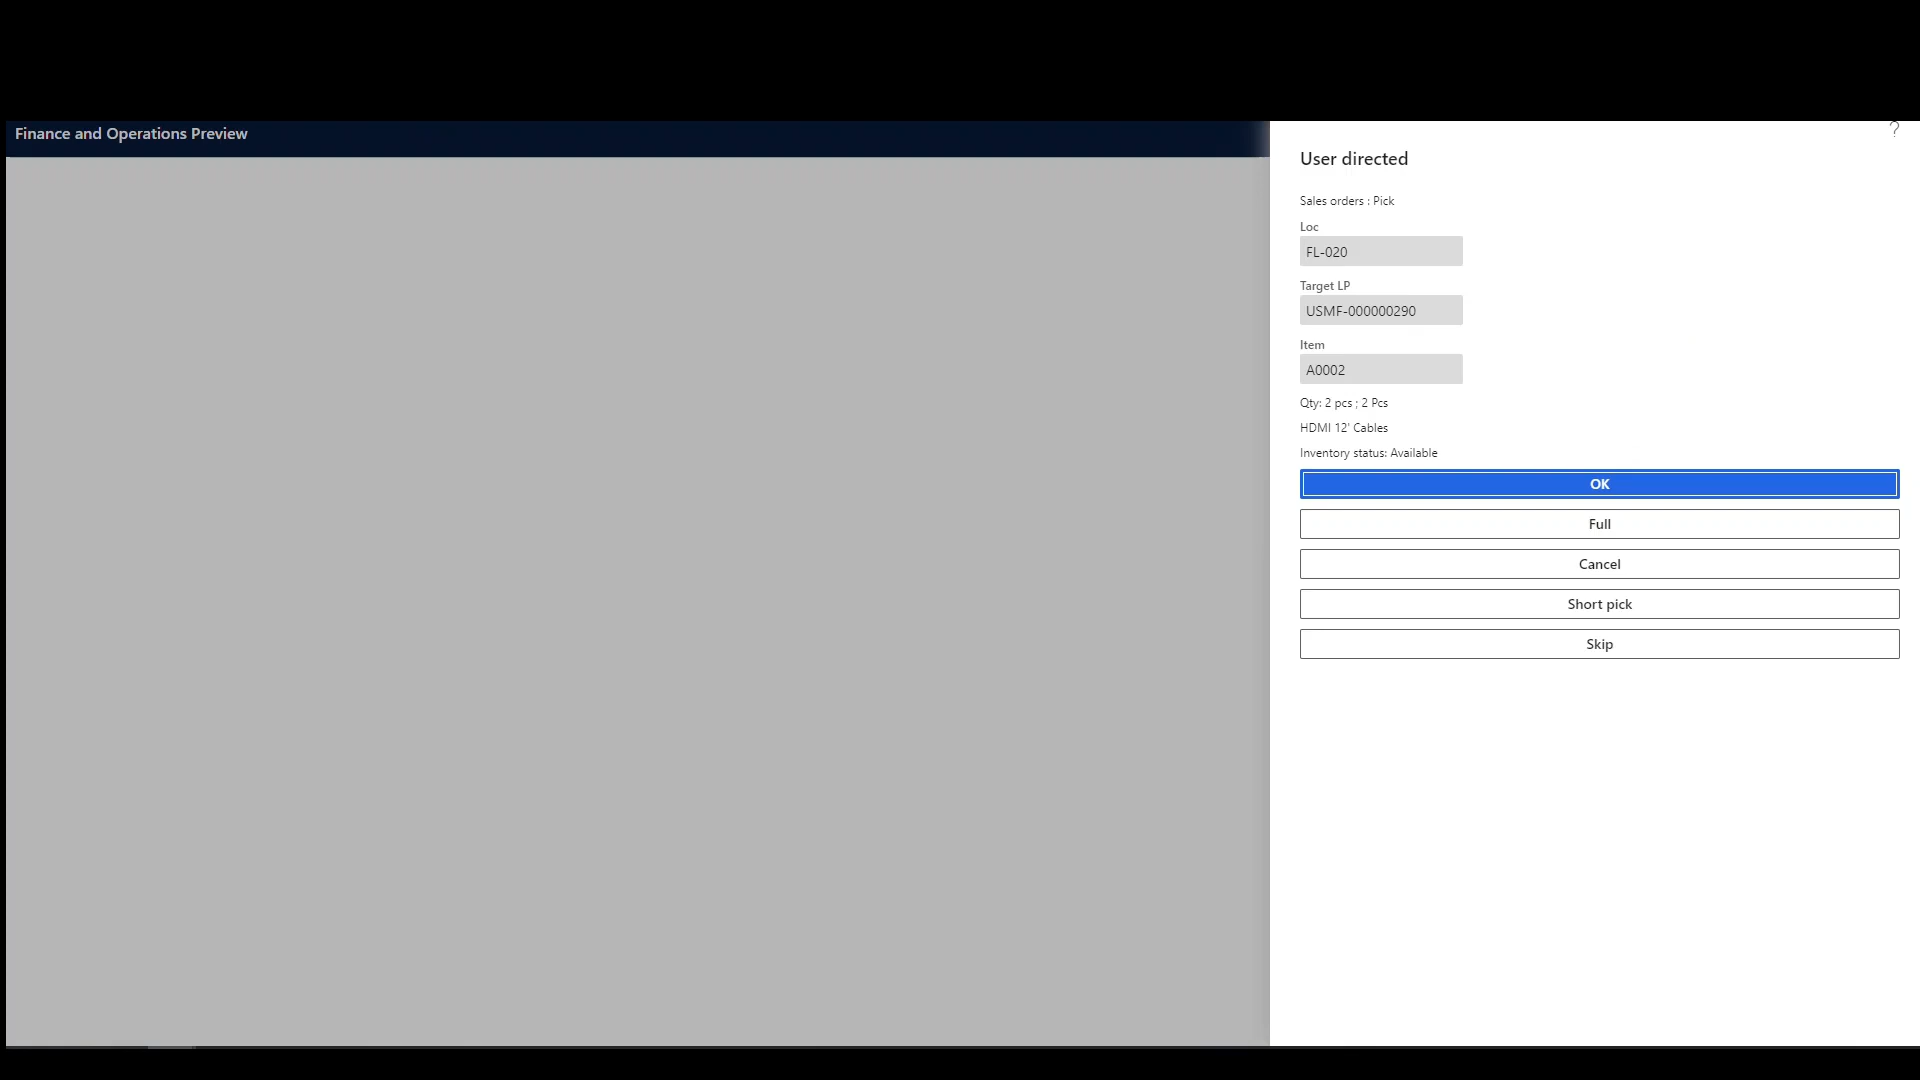 Finance and Operations Preview
?
User directed
Sales orders : Pick
Loc
FL-020
Target LP
USMF-000000290
Item
A0002
Qty: 2 pcs ; 2 Pcs
HDMI 12' Cables
Inventory status: Available
OK
Full
Cancel
Short pick
Skip